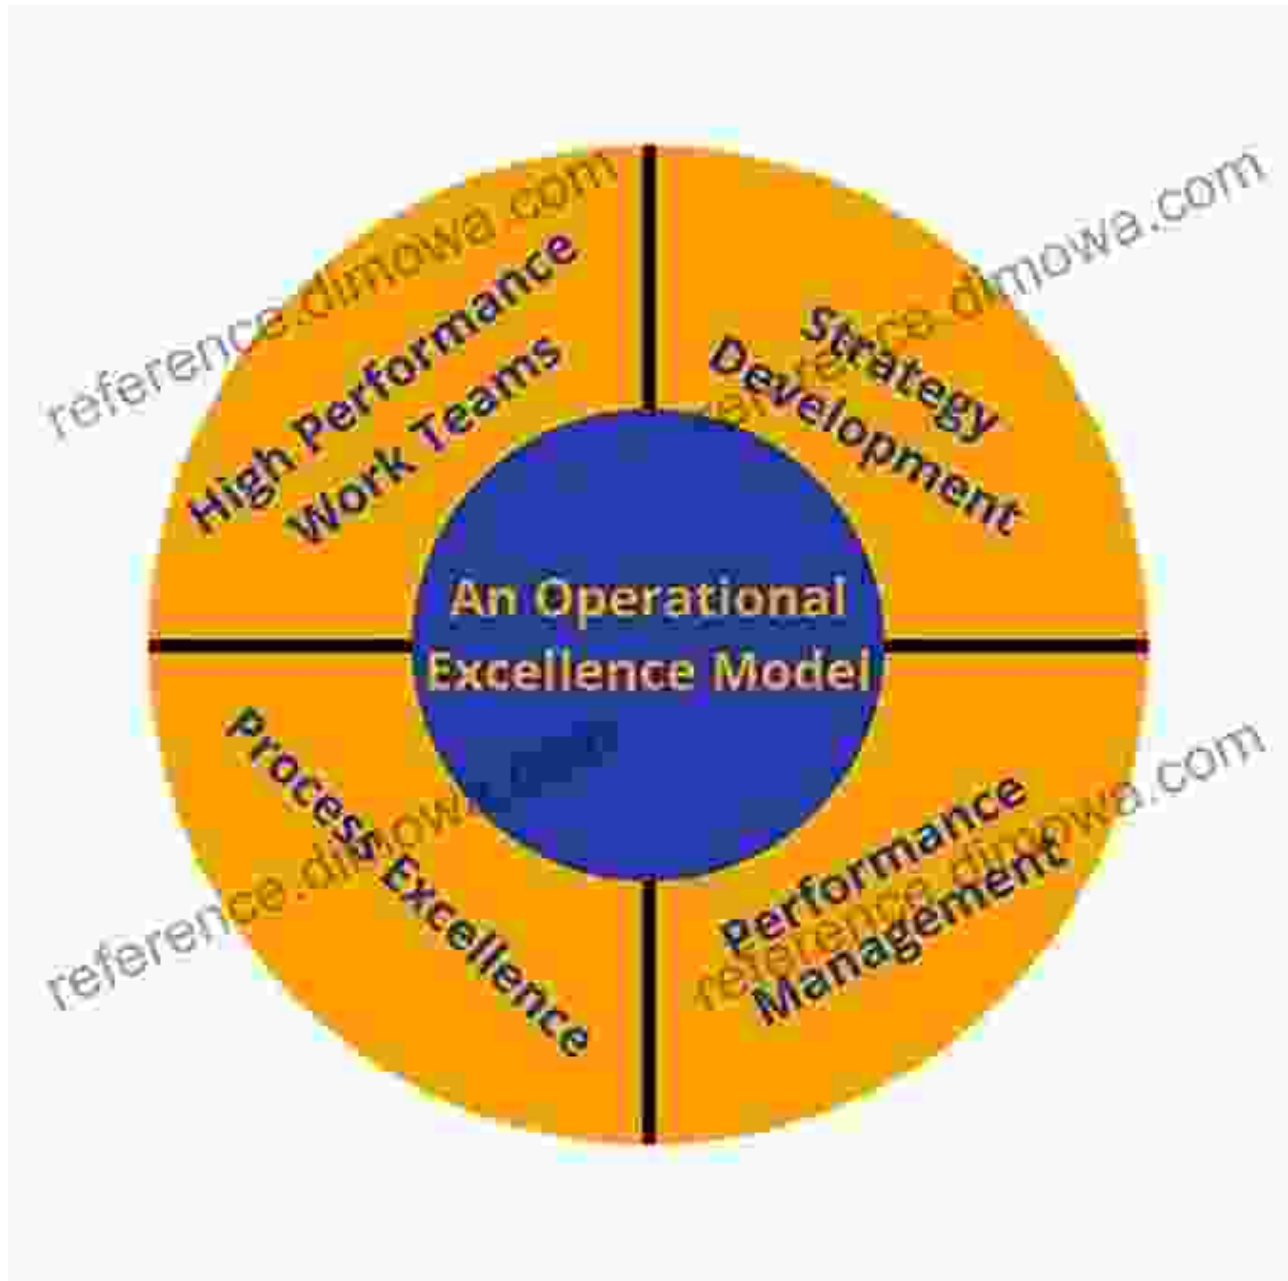 reference.dimowa.com
High Performance
Work Teams
reference.dimowa.com
Strategy
Development
An Operational
Excellence Model
reference.dimowa.com
Process Excellence
reference.dimowa.com
Performance
Management